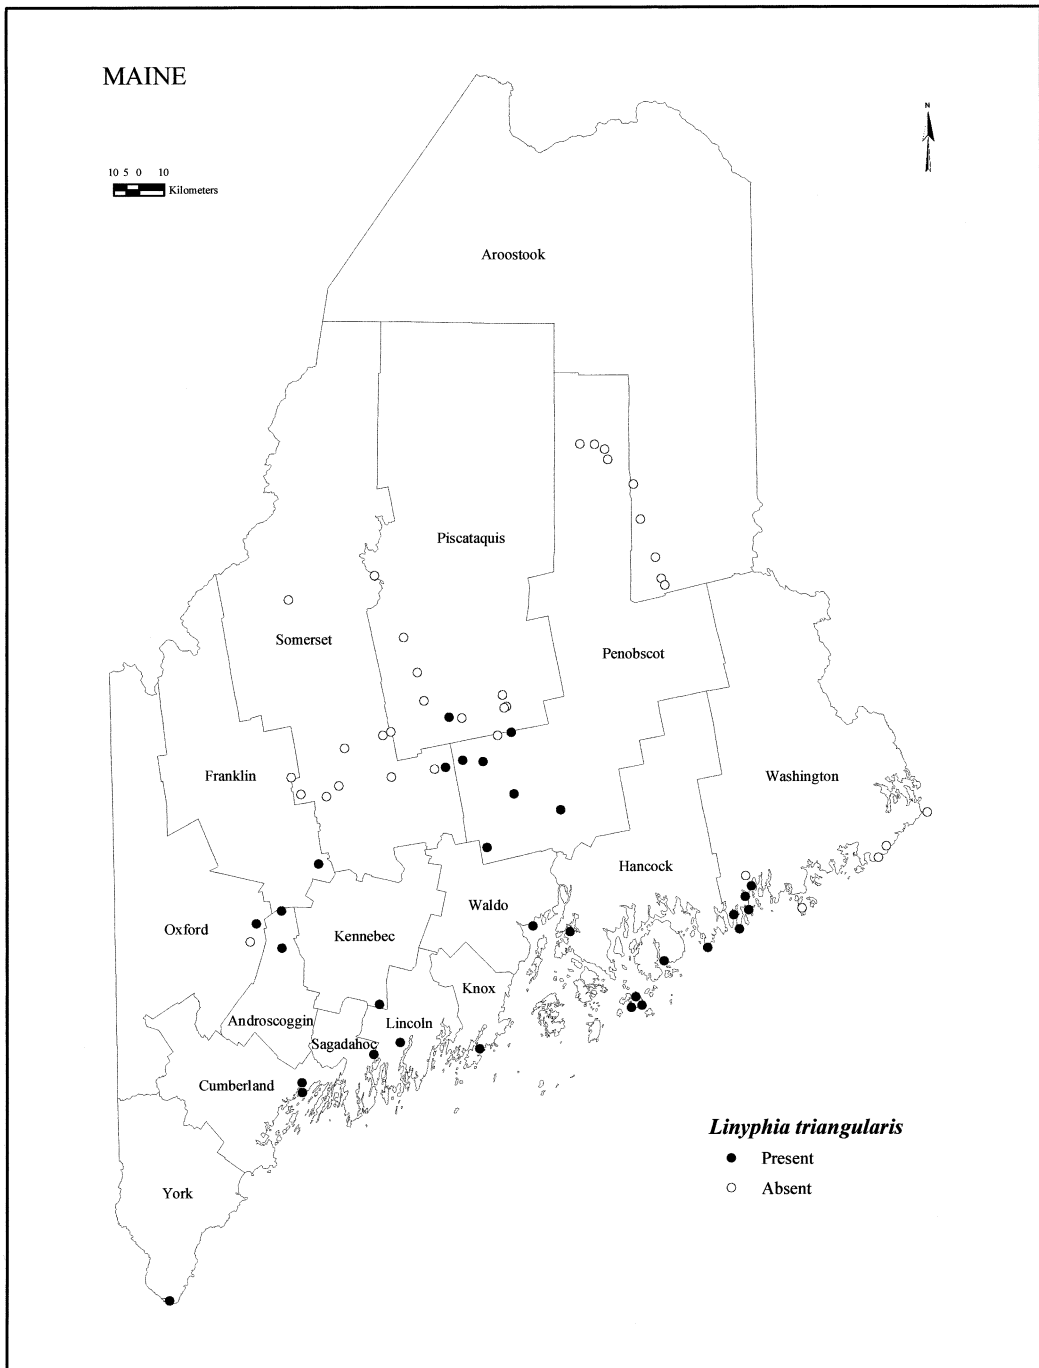 MAINE
N
10 5 0 10
Kilometers
Aroostook
Piscataquis
Somerset
Penobscot
Franklin
Washington
Hancock
Waldo
Oxford
Kennebec
Knox
Androscoggin
Lincoln
Sagadahoc
Cumberland
Linyphia triangularis
Present
Absent
York